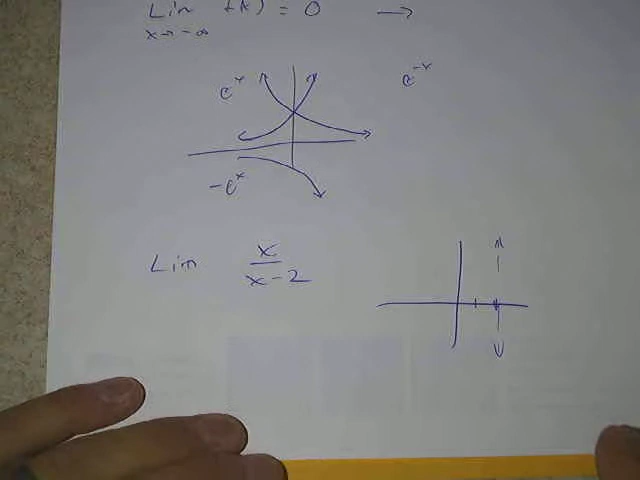 Lim f(x) = 0 →
x→-∞
e^x e^-x
-e^x
Lim x/x-2